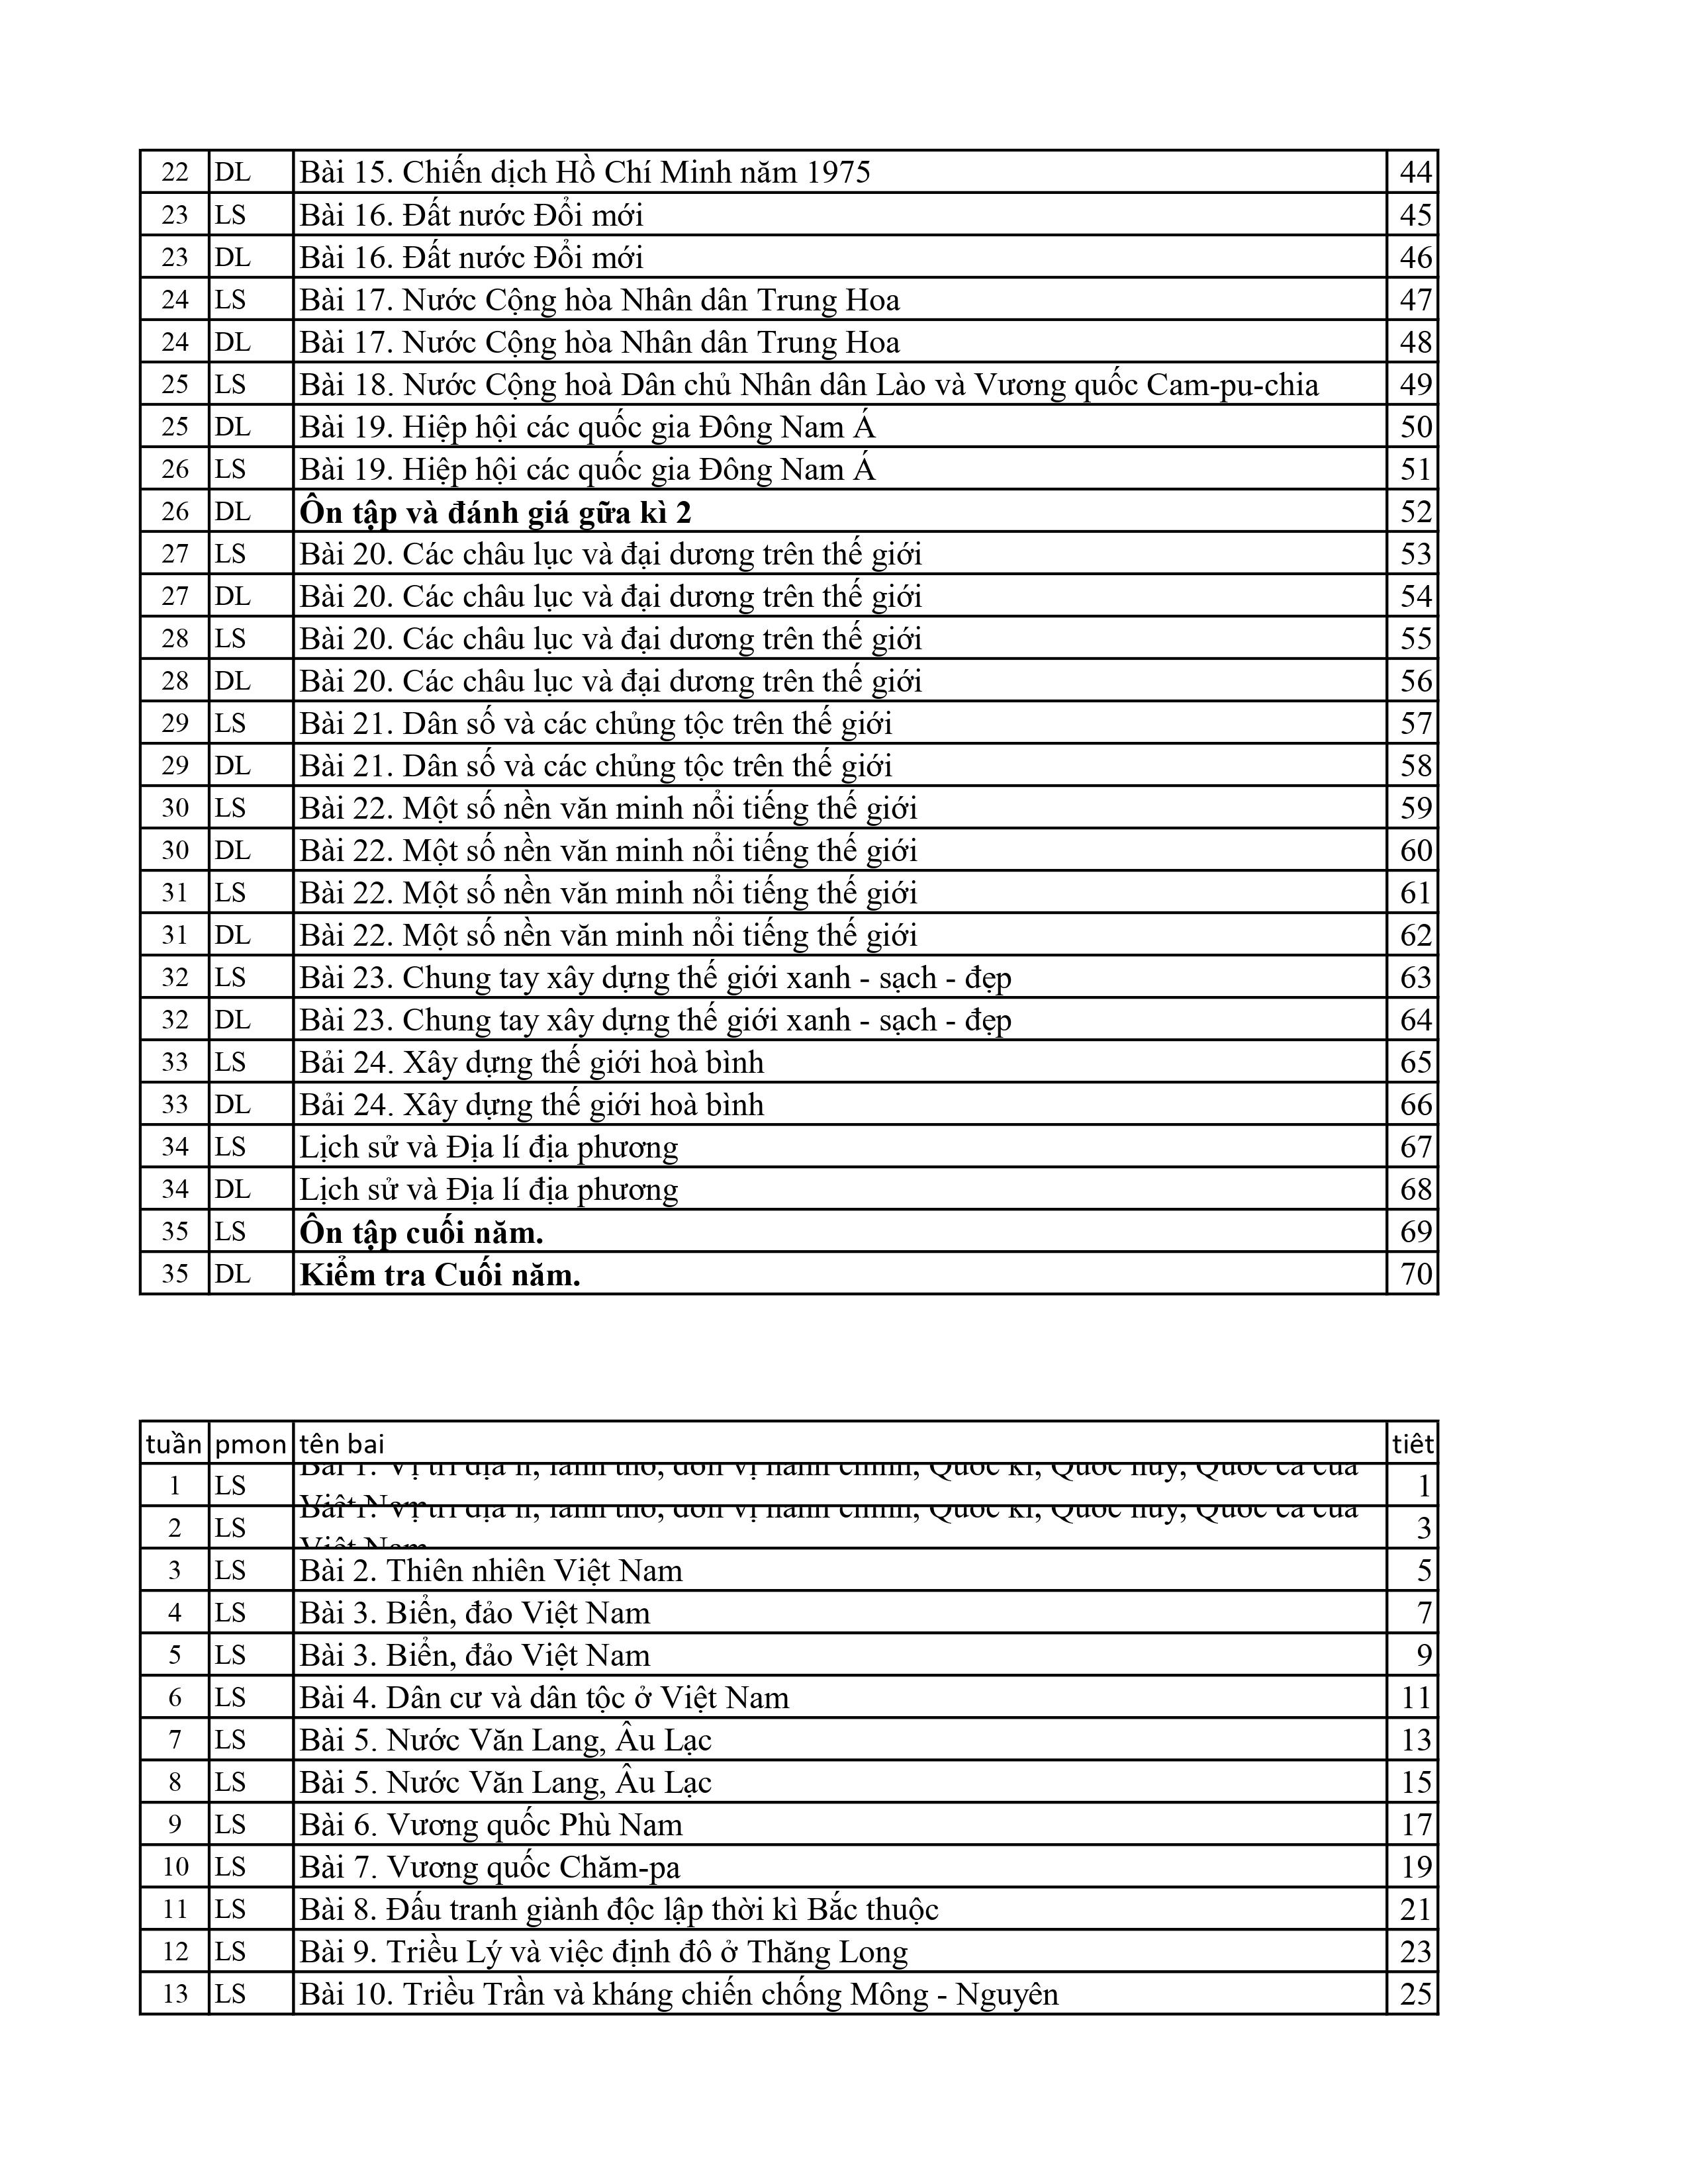 22 DL Bài 15. Chiến dịch Hồ Chí Minh năm 1975 44
23 LS Bài 16. Đất nước Đổi mới 45
23 DL Bài 16. Đất nước Đổi mới 46
24 LS Bài 17. Nước Cộng hòa Nhân dân Trung Hoa 47
24 DL Bài 17. Nước Cộng hòa Nhân dân Trung Hoa 48
25 LS Bài 18. Nước Cộng hoà Dân chủ Nhân dân Lào và Vương quốc Cam-pu-chia 49
25 DL Bài 19. Hiệp hội các quốc gia Đông Nam Á 50
26 LS Bài 19. Hiệp hội các quốc gia Đông Nam Á 51
26 DL Ôn tập và đánh giá gữa kì 2 52
27 LS Bài 20. Các châu lục và đại dương trên thế giới 53
27 DL Bài 20. Các châu lục và đại dương trên thế giới 54
28 LS Bài 20. Các châu lục và đại dương trên thế giới 55
28 DL Bài 20. Các châu lục và đại dương trên thế giới 56
29 LS Bài 21. Dân số và các chủng tộc trên thế giới 57
29 DL Bài 21. Dân số và các chủng tộc trên thế giới 58
30 LS Bài 22. Một số nền văn minh nổi tiếng thế giới 59
30 DL Bài 22. Một số nền văn minh nổi tiếng thế giới 60
31 LS Bài 22. Một số nền văn minh nổi tiếng thế giới 61
31 DL Bài 22. Một số nền văn minh nổi tiếng thế giới 62
32 LS Bài 23. Chung tay xây dựng thế giới xanh - sạch - đẹp 63
32 DL Bài 23. Chung tay xây dựng thế giới xanh - sạch - đẹp 64
33 LS Bải 24. Xây dựng thế giới hoà bình 65
33 DL Bải 24. Xây dựng thế giới hoà bình 66
34 LS Lịch sử và Địa lí địa phương 67
34 DL Lịch sử và Địa lí địa phương 68
35 LS Ôn tập cuối năm. 69
35 DL Kiểm tra Cuối năm. 70
tuần pmon tên bai tiêt
1 LS Bài 1. Vị trí địa lí, lãnh thổ, đơn vị hành chính, Quốc kì, Quốc huy, Quốc ca của 1
Việt Nam
2 LS Bài 1. Vị trí địa lí, lãnh thổ, đơn vị hành chính, Quốc kì, Quốc huy, Quốc ca của 3
Việt Nam
3 LS Bài 2. Thiên nhiên Việt Nam 5
4 LS Bài 3. Biển, đảo Việt Nam 7
5 LS Bài 3. Biển, đảo Việt Nam 9
6 LS Bài 4. Dân cư và dân tộc ở Việt Nam 11
7 LS Bài 5. Nước Văn Lang, Âu Lạc 13
8 LS Bài 5. Nước Văn Lang, Âu Lạc 15
9 LS Bài 6. Vương quốc Phù Nam 17
10 LS Bài 7. Vương quốc Chăm-pa 19
11 LS Bài 8. Đấu tranh giành độc lập thời kì Bắc thuộc 21
12 LS Bài 9. Triều Lý và việc định đô ở Thăng Long 23
13 LS Bài 10. Triều Trần và kháng chiến chống Mông - Nguyên 25